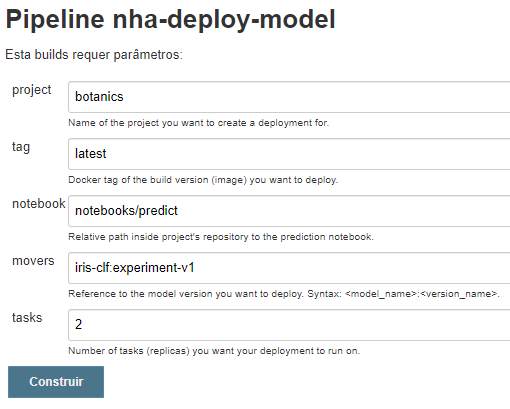 Pipeline nha-deploy-model
Esta builds requer parâmetros:
project
botanics
Name of the project you want to create a deployment for.
tag
latest
Docker tag of the build version (image) you want to deploy.
notebook
notebooks/predict
Relative path inside project's repository to the prediction notebook.
movers
iris-clf:experiment-v1
Reference to the model version you want to deploy. Syntax: <model_name>:<version_name>.
tasks
2
Number of tasks (replicas) you want your deployment to run on.
Construir